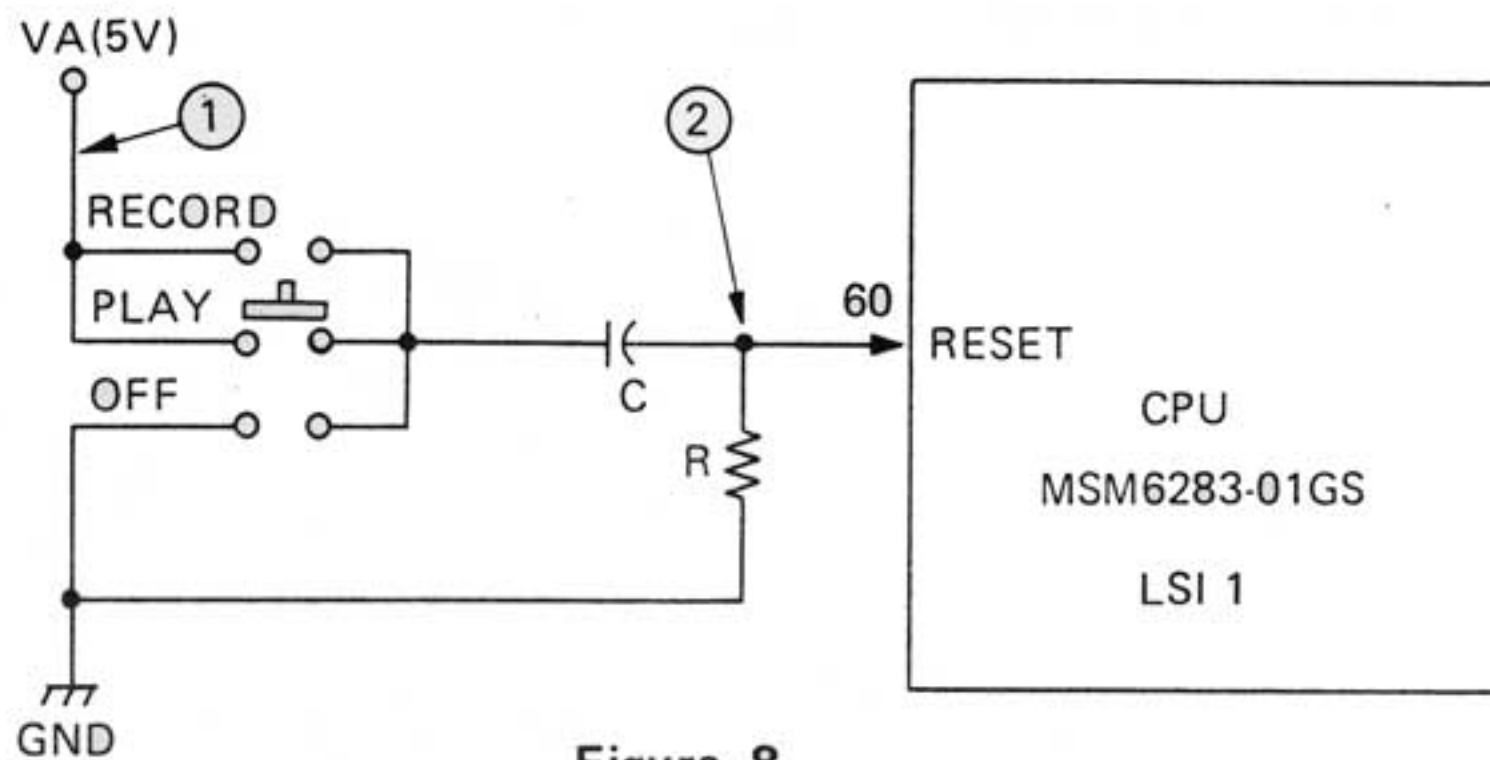 VA(5V)
1
2
RECORD
PLAY
60
RESET
OFF
C
CPU
R
MSM6283-01GS
LSI 1
GND
Figure 8